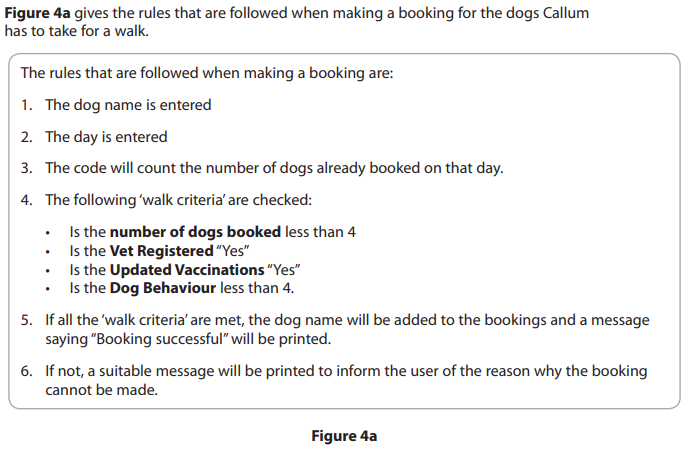 Figure 4a gives the rules that are followed when making a booking for the dogs Callum
has to take for a walk.
The rules that are followed when making a booking are:
1. The dog name is entered
2. The day is entered
3. The code will count the number of dogs already booked on that day.
4. The following ‘walk criteria’ are checked:
• Is the number of dogs booked less than 4
• Is the Vet Registered “Yes”
• Is the Updated Vaccinations “Yes”
• Is the Dog Behaviour less than 4.
5. If all the ‘walk criteria’ are met, the dog name will be added to the bookings and a message
saying “Booking successful” will be printed.
6. If not, a suitable message will be printed to inform the user of the reason why the booking
cannot be made.
Figure 4a